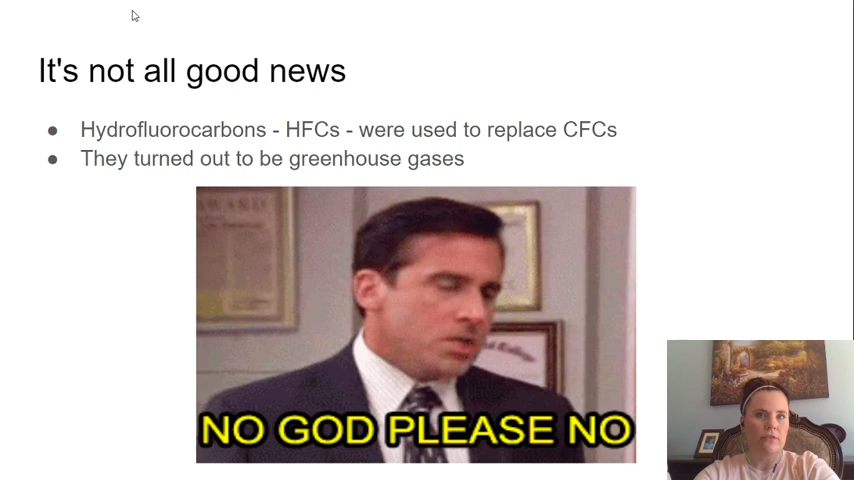 It's not all good news
● Hydrofluorocarbons - HFCs - were used to replace CFCs
● They turned out to be greenhouse gases
AWARD
NO GOD PLEASE NO